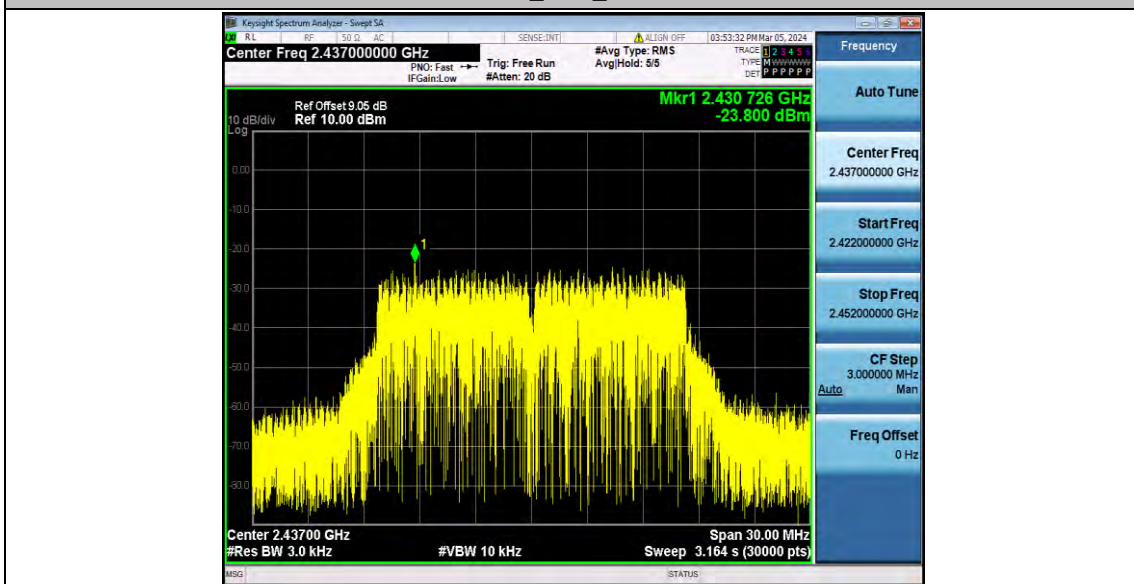 Keysight Spectrum Analyzer - Swept SA
LXI RL RF 50 Ω AC SENSE:INT ALIGN OFF 03:53:32 PM Mar 05, 2024
Center Freq 2.437000000 GHz
PNO: Fast
IFGain:Low
Trig: Free Run
#Atten: 20 dB
#Avg Type: RMS
Avg|Hold: 5/5
TRACE 1 2 3 4 5 6
TYPE M WWWWW
DET P P P P P P
Mkr1 2.430 726 GHz
-23.800 dBm
Ref Offset 9.05 dB
10 dB/div Ref 10.00 dBm
Log
0.00
-10.0
-20.0
-30.0
-40.0
-50.0
-60.0
-70.0
-80.0
1
Center 2.43700 GHz Span 30.00 MHz
#Res BW 3.0 kHz #VBW 10 kHz Sweep 3.164 s (30000 pts)
MSG STATUS
Frequency
Auto Tune
Center Freq
2.437000000 GHz
Start Freq
2.422000000 GHz
Stop Freq
2.452000000 GHz
CF Step
3.000000 MHz
Auto Man
Freq Offset
0 Hz